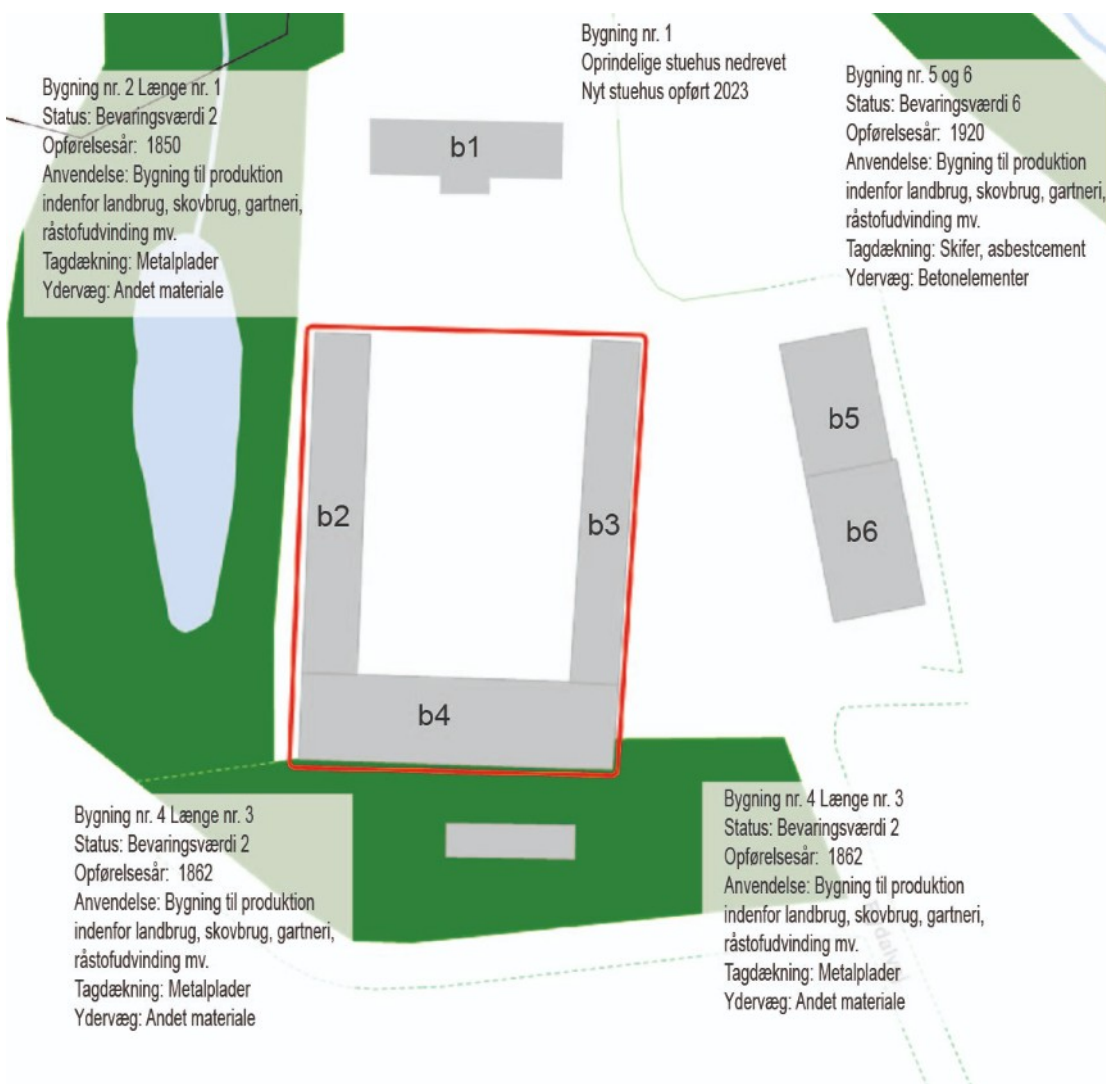 Bygning nr. 1
Oprindelige stuehus nedrevet
Nyt stuehus opført 2023
Bygning nr. 2 Længe nr. 1
Status: Bevaringsværdi 2
Opførelsesår: 1850
Anvendelse: Bygning til produktion
indenfor landbrug, skovbrug, gartneri,
råstofudvinding mv.
Tagdækning: Metalplader
Ydervæg: Andet materiale
Bygning nr. 5 og 6
Status: Bevaringsværdi 6
Opførelsesår: 1920
Anvendelse: Bygning til produktion
indenfor landbrug, skovbrug, gartneri,
råstofudvinding mv.
Tagdækning: Skifer, asbestcement
Ydervæg: Betonelementer
b1
b2
b3
b4
b5
b6
Bygning nr. 4 Længe nr. 3
Status: Bevaringsværdi 2
Opførelsesår: 1862
Anvendelse: Bygning til produktion
indenfor landbrug, skovbrug, gartneri,
råstofudvinding mv.
Tagdækning: Metalplader
Ydervæg: Andet materiale
Bygning nr. 4 Længe nr. 3
Status: Bevaringsværdi 2
Opførelsesår: 1862
Anvendelse: Bygning til produktion
indenfor landbrug, skovbrug, gartneri,
råstofudvinding mv.
Tagdækning: Metalplader
Ydervæg: Andet materiale